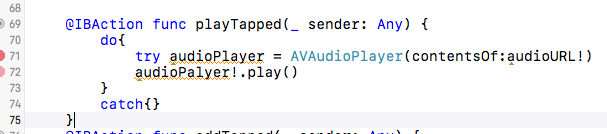 68
69 @IBAction func playTapped(_ sender: Any) {
70 do{
71 try audioPlayer = AVAudioPlayer(contentsOf:audioURL!)
72 audioPalyer!.play()
73 }
74 catch{}
75 }
@IBAction func addTapped(_ sender: Any) {